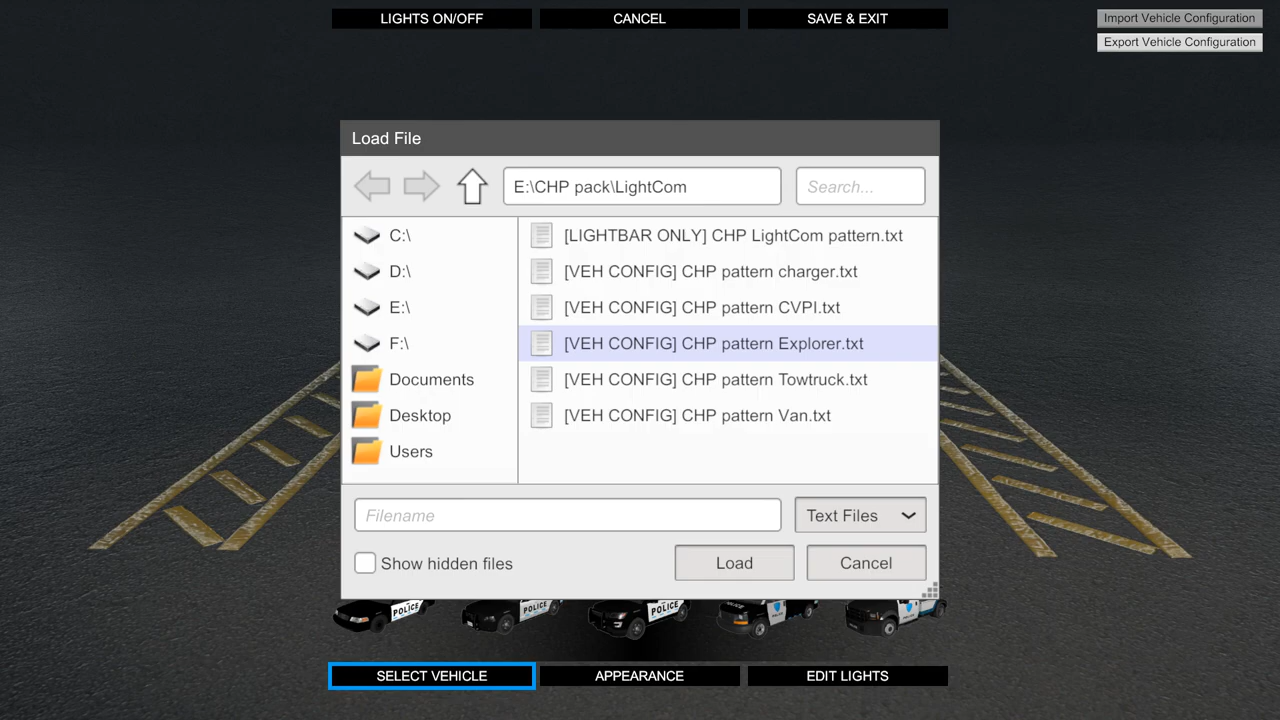 LIGHTS ON/OFF
CANCEL
SAVE & EXIT
Import Vehicle Configuration
Export Vehicle Configuration
Load File
E:\CHP pack\LightCom
Search...
C:\
D:\
E:\
F:\
Documents
Desktop
Users
[LIGHTBAR ONLY] CHP LightCom pattern.txt
[VEH CONFIG] CHP pattern charger.txt
[VEH CONFIG] CHP pattern CVPI.txt
[VEH CONFIG] CHP pattern Explorer.txt
[VEH CONFIG] CHP pattern Towtruck.txt
[VEH CONFIG] CHP pattern Van.txt
Filename
Text Files
Show hidden files
Load
Cancel
POLICE
POLICE
POLICE
SELECT VEHICLE
APPEARANCE
EDIT LIGHTS